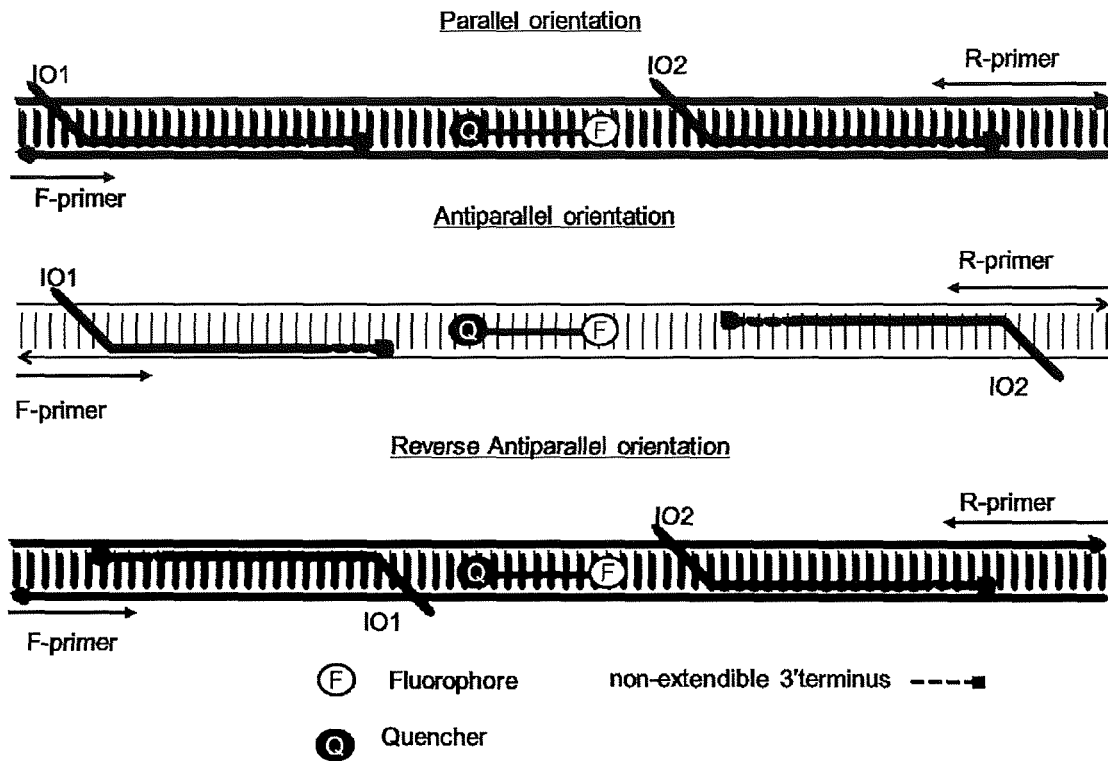 Parallel orientation
IO1
IO2
R-primer
Q
F
F-primer
Antiparallel orientation
IO1
R-primer
Q
F
IO2
F-primer
Reverse Antiparallel orientation
IO2
R-primer
Q
F
F-primer
IO1
F Fluorophore
non-extendible 3'terminus
Q Quencher